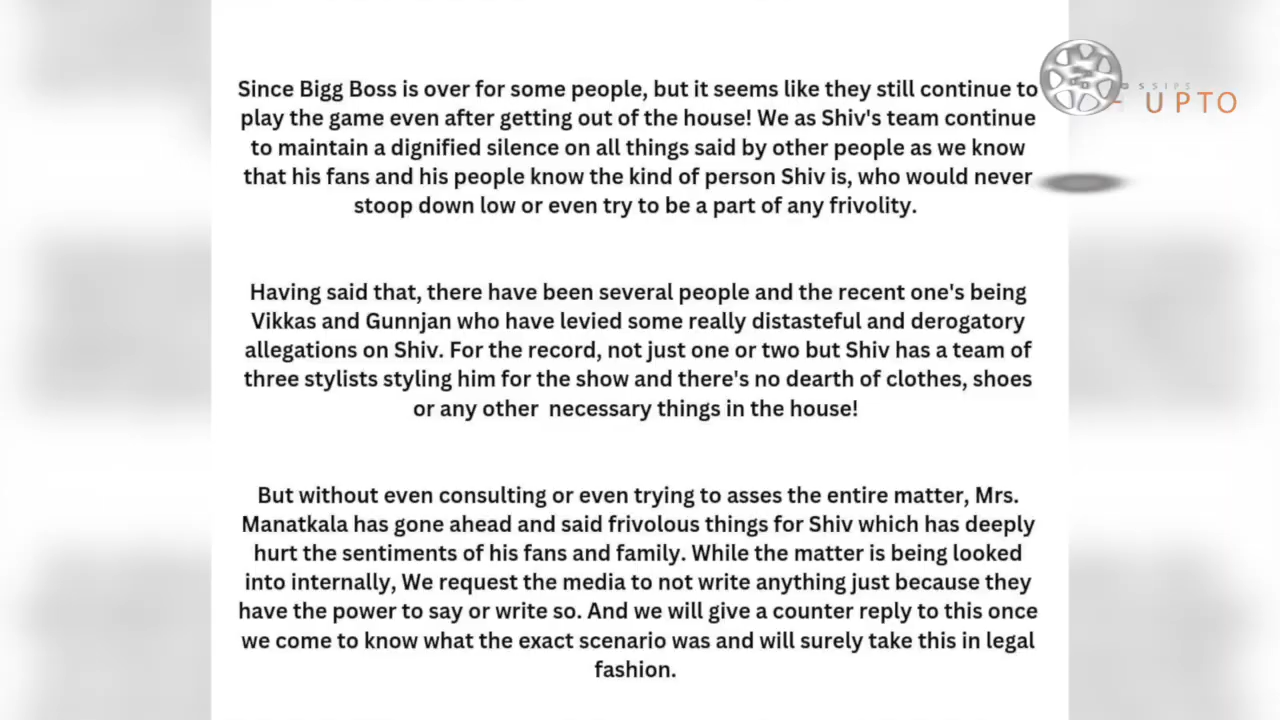 Since Bigg Boss is over for some people, but it seems like they still continue to
play the game even after getting out of the house! We as Shiv's team continue
to maintain a dignified silence on all things said by other people as we know
that his fans and his people know the kind of person Shiv is, who would never
stoop down low or even try to be a part of any frivolity.
Having said that, there have been several people and the recent one's being
Vikkas and Gunnjan who have levied some really distasteful and derogatory
allegations on Shiv. For the record, not just one or two but Shiv has a team of
three stylists styling him for the show and there's no dearth of clothes, shoes
or any other necessary things in the house!
But without even consulting or even trying to asses the entire matter, Mrs.
Manatkala has gone ahead and said frivolous things for Shiv which has deeply
hurt the sentiments of his fans and family. While the matter is being looked
into internally, We request the media to not write anything just because they
have the power to say or write so. And we will give a counter reply to this once
we come to know what the exact scenario was and will surely take this in legal
fashion.
UPTO